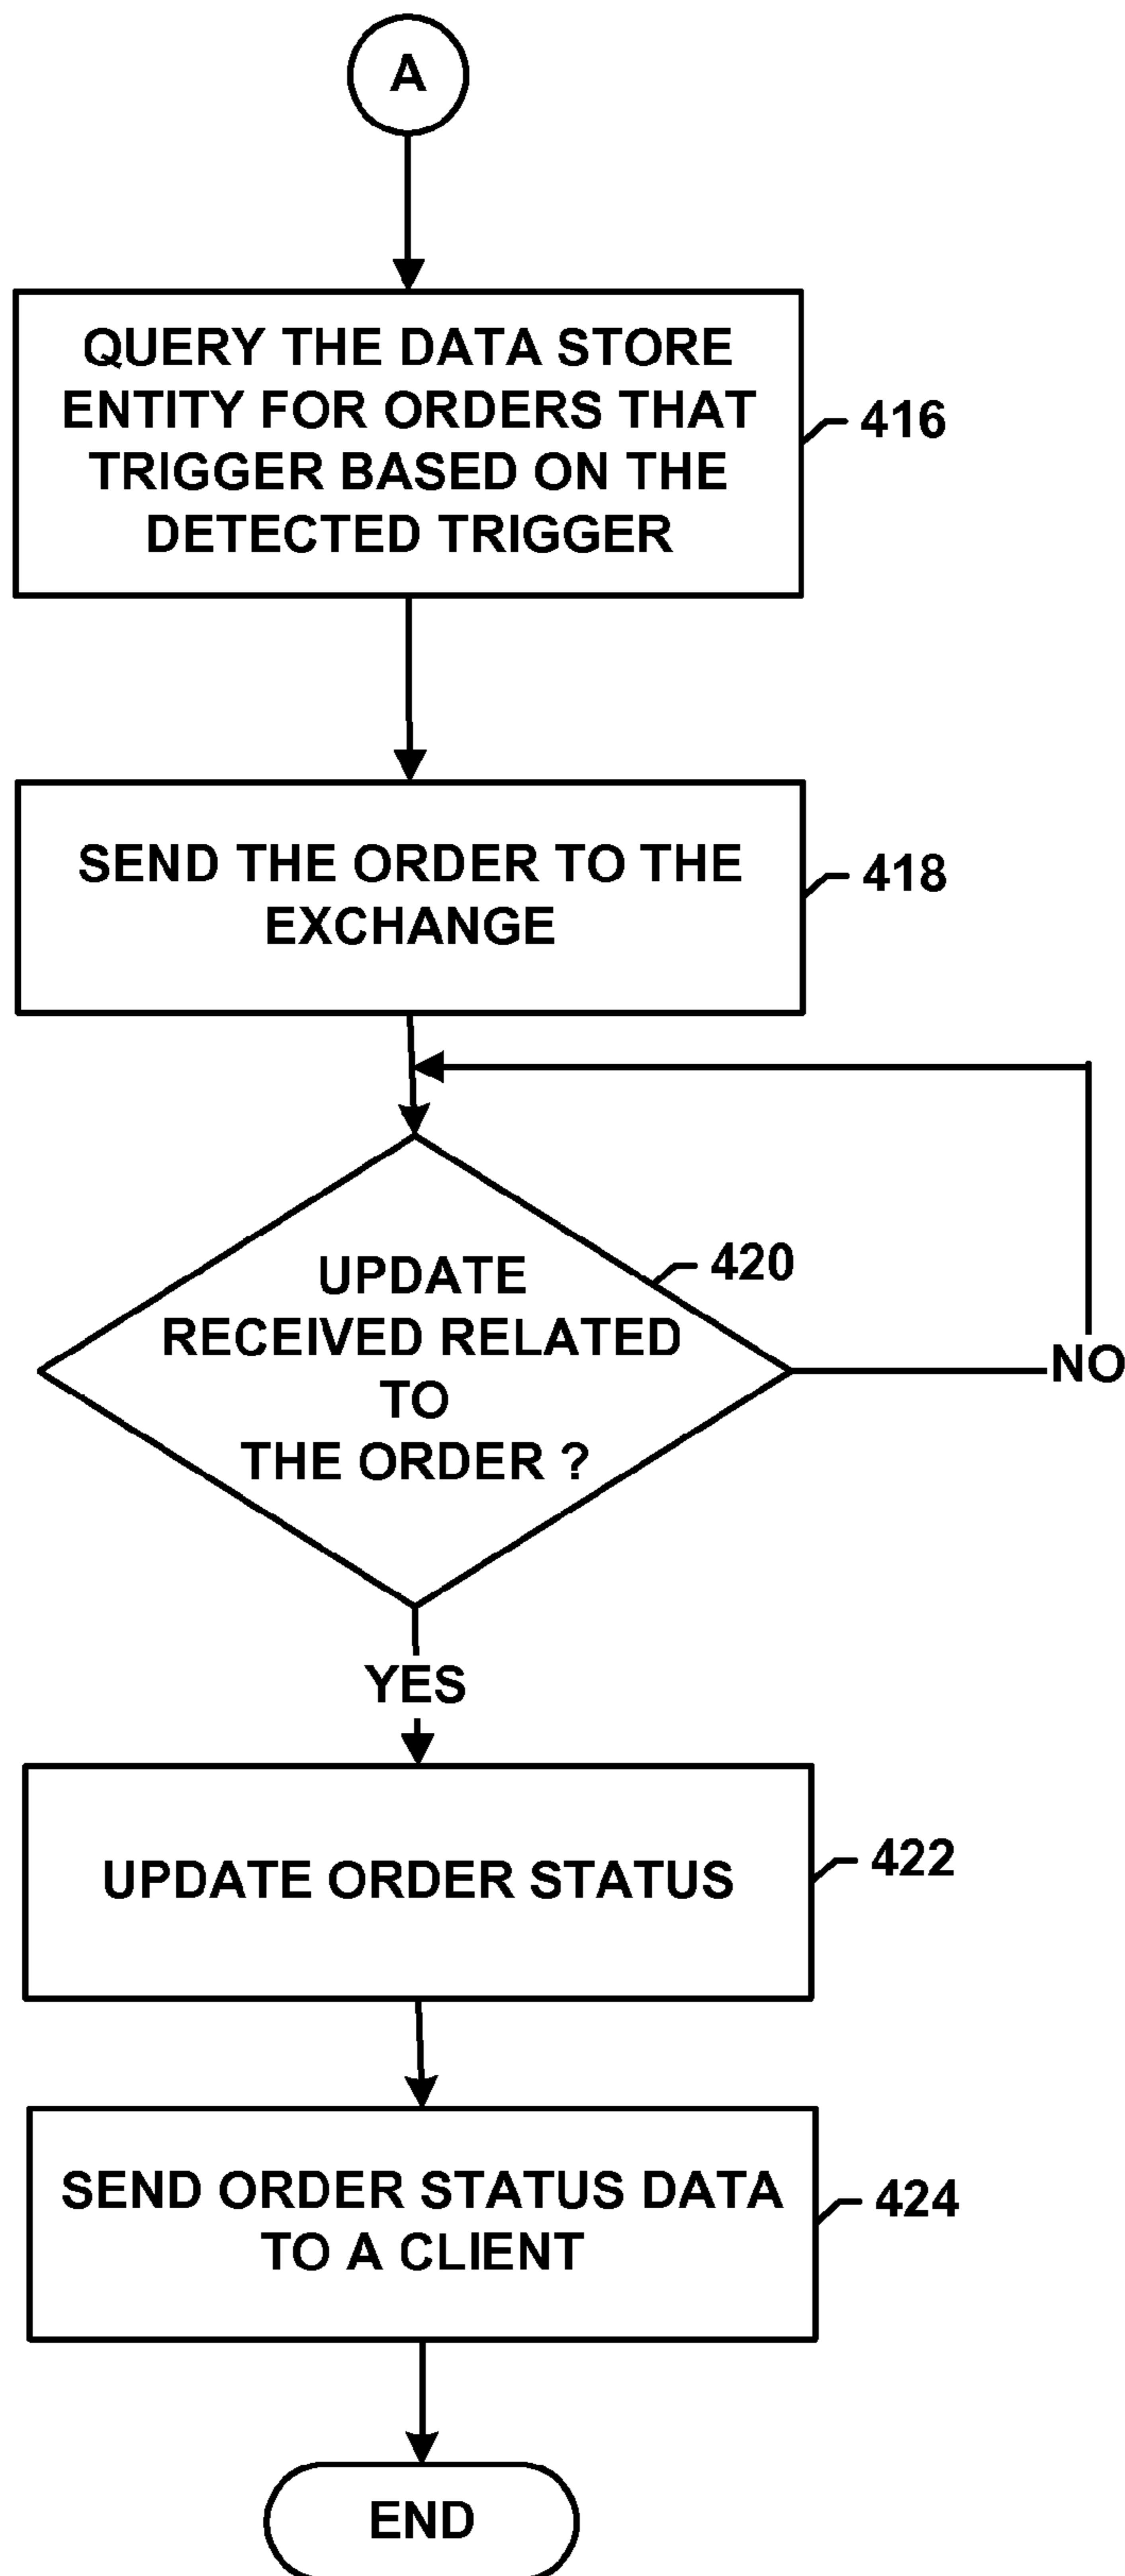 A
QUERY THE DATA STORE
ENTITY FOR ORDERS THAT
TRIGGER BASED ON THE
DETECTED TRIGGER
416
SEND THE ORDER TO THE
EXCHANGE
418
UPDATE
RECEIVED RELATED
TO
THE ORDER ?
420
NO
YES
UPDATE ORDER STATUS
422
SEND ORDER STATUS DATA
TO A CLIENT
424
END